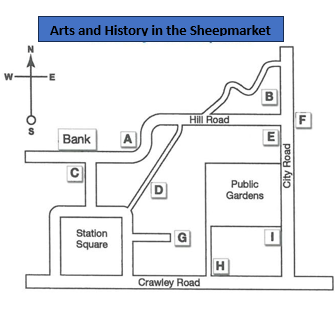 Arts and History in the Sheepmarket
N
W
E
S
B
Hill Road
F
Bank
A
E
C
City Road
D
Public
Gardens
Station
Square
G
I
H
Crawley Road